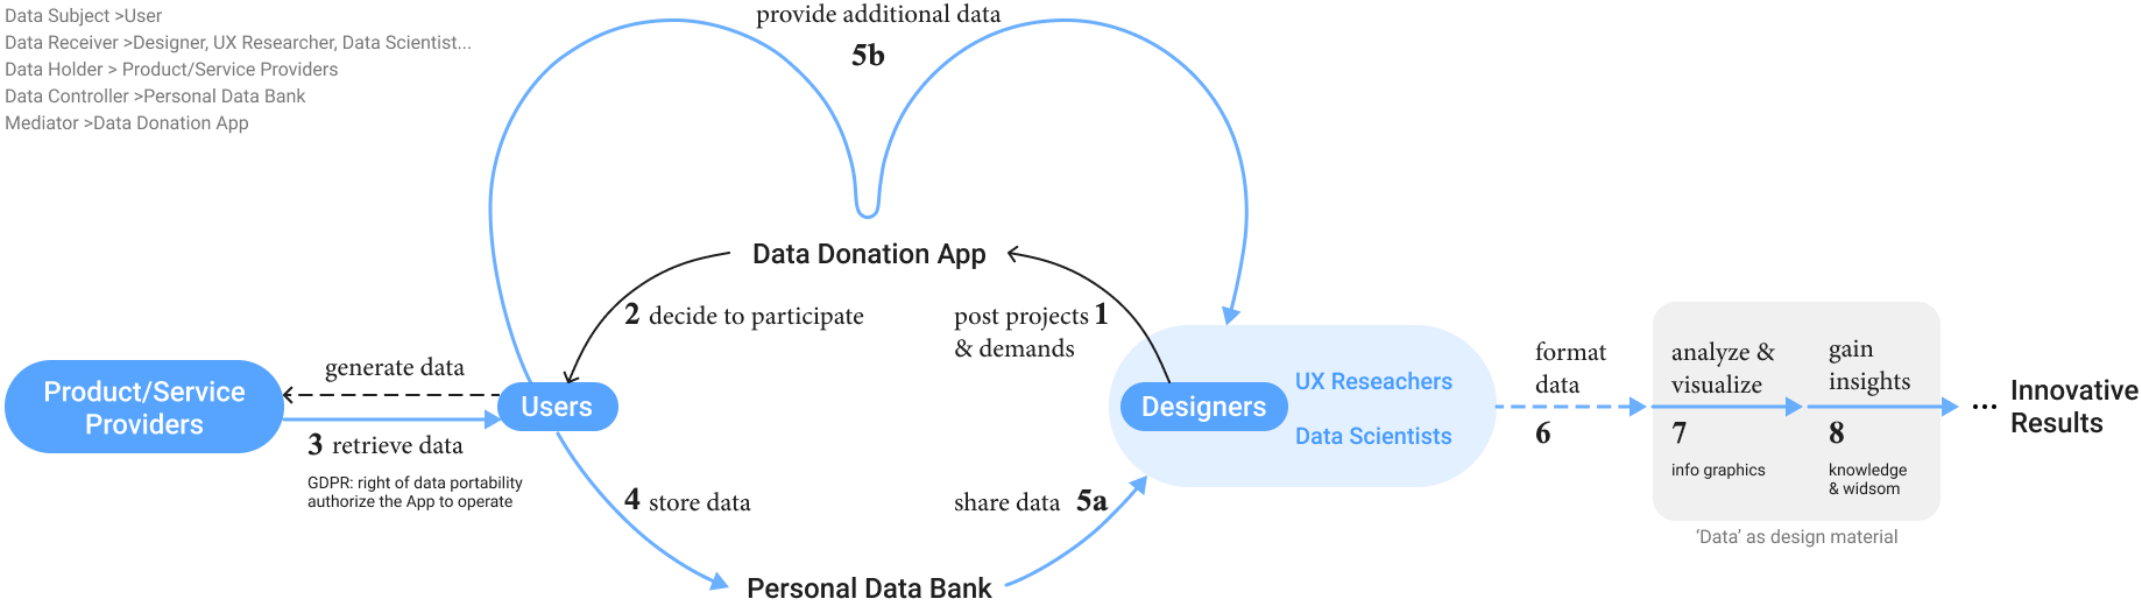 Data Subject >User
Data Receiver >Designer, UX Researcher, Data Scientist...
Data Holder > Product/Service Providers
Data Controller >Personal Data Bank
Mediator >Data Donation App
provide additional data
5b
Data Donation App
2 decide to participate
post projects 1
& demands
generate data
Product/Service
Providers
Users
3 retrieve data
GDPR: right of data portability
authorize the App to operate
4 store data
share data 5a
Personal Data Bank
Designers
UX Reseachers
Data Scientists
format
data
6
analyze &
visualize
7
info graphics
gain
insights
8
knowledge
& widsom
'Data' as design material
...
Innovative
Results